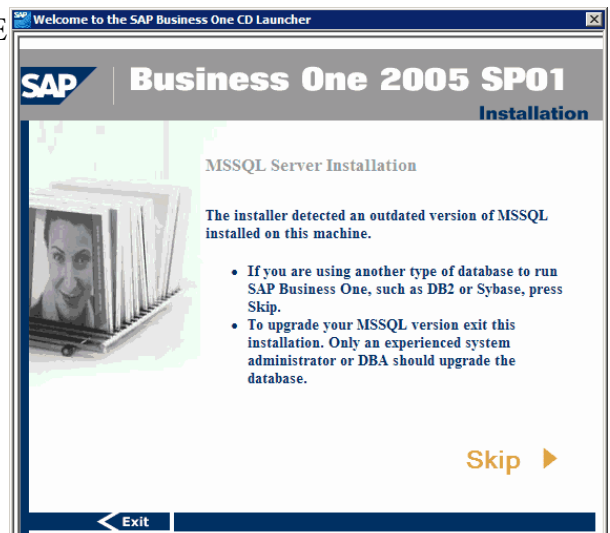 E
Welcome to the SAP Business One CD Launcher
SAP
Business One 2005 SP01
Installation
MSSQL Server Installation
The installer detected an outdated version of MSSQL
installed on this machine.
• If you are using another type of database to run
SAP Business One, such as DB2 or Sybase, press
Skip.
• To upgrade your MSSQL version exit this
installation. Only an experienced system
administrator or DBA should upgrade the
database.
Skip
Exit